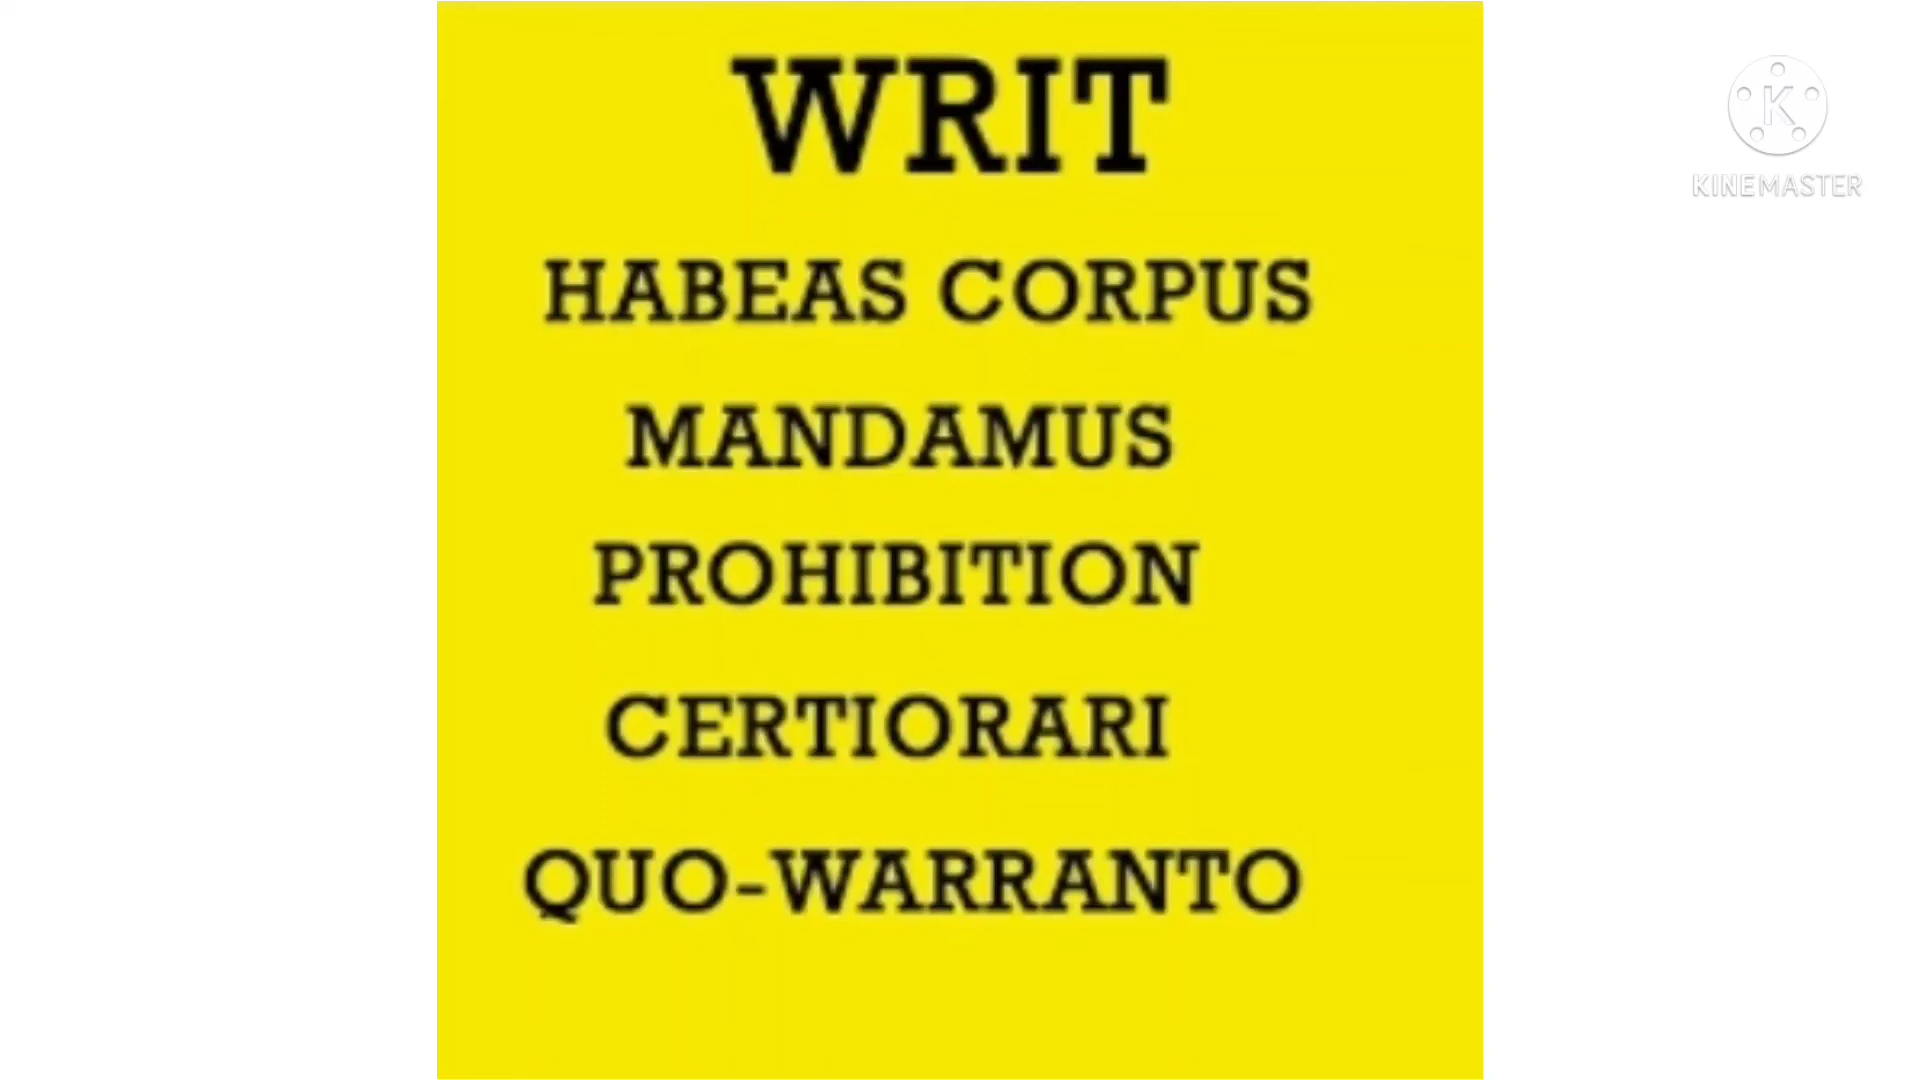 WRIT
HABEAS CORPUS
MANDAMUS
PROHIBITION
CERTIORARI
QUO-WARRANTO
K
KINEMASTER